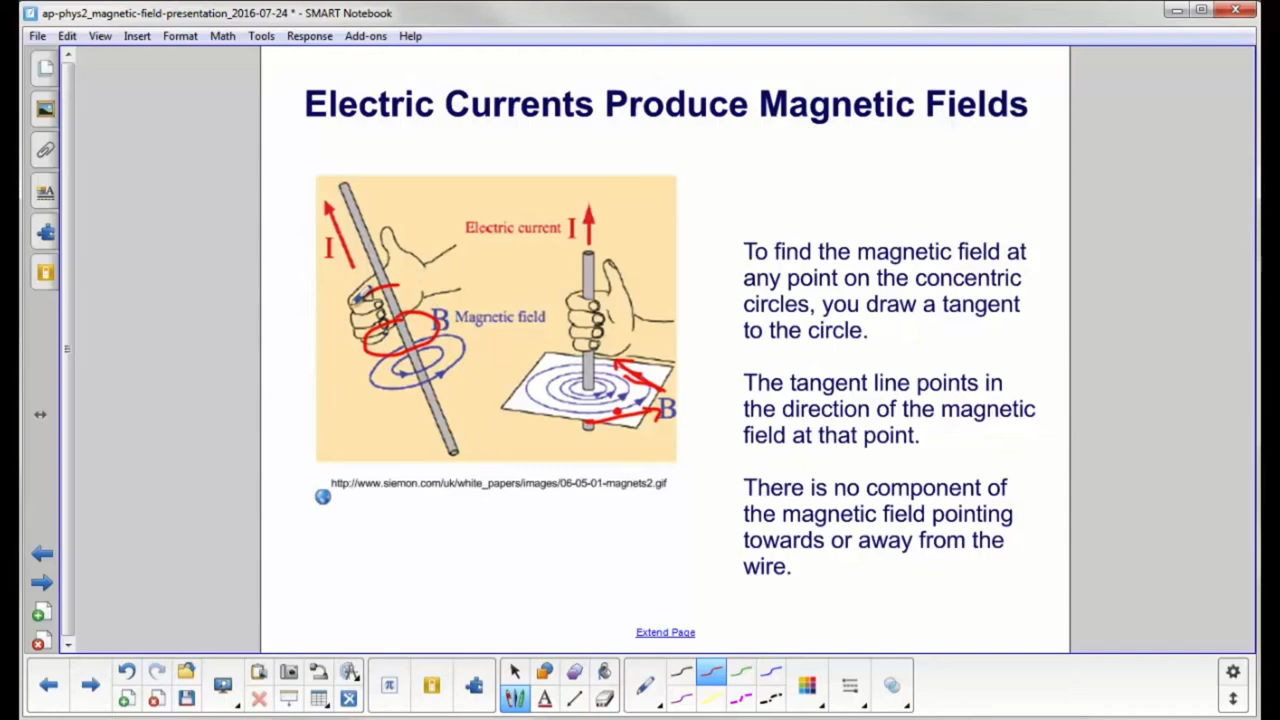 ap-phys2_magnetic-field-presentation_2016-07-24 * - SMART Notebook
File Edit View Insert Format Math Tools Response Add-ons Help
Electric Currents Produce Magnetic Fields
I
Electric current I
B Magnetic field
B
http://www.siemon.com/uk/white_papers/images/06-05-01-magnets2.gif
To find the magnetic field at
any point on the concentric
circles, you draw a tangent
to the circle.
The tangent line points in
the direction of the magnetic
field at that point.
There is no component of
the magnetic field pointing
towards or away from the
wire.
Extend Page